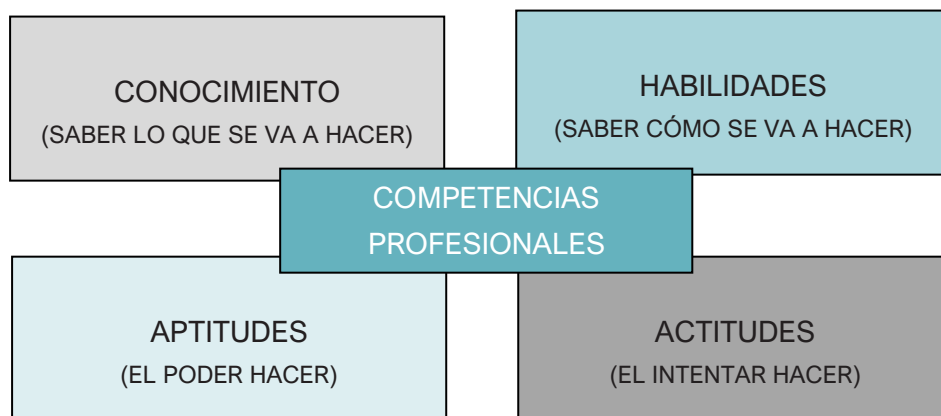 CONOCIMIENTO
(SABER LO QUE SE VA A HACER)
HABILIDADES
(SABER CÓMO SE VA A HACER)
COMPETENCIAS
PROFESIONALES
APTITUDES
(EL PODER HACER)
ACTITUDES
(EL INTENTAR HACER)